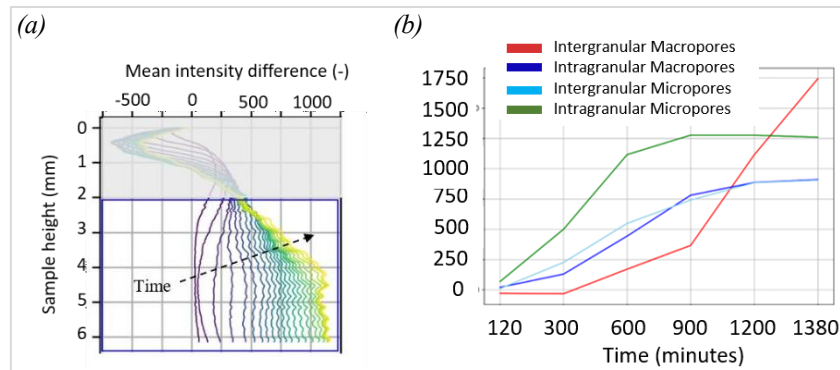 (a)
Mean intensity difference (-)
-500 0 500 1000
Sample height (mm)
0
1
2
3
4
5
6
Time
(b)
Intergranular Macropores
Intragranular Macropores
Intergranular Micropores
Intragranular Micropores
1750
1500
1250
1000
750
500
250
0
120 300 600 900 1200 1380
Time (minutes)